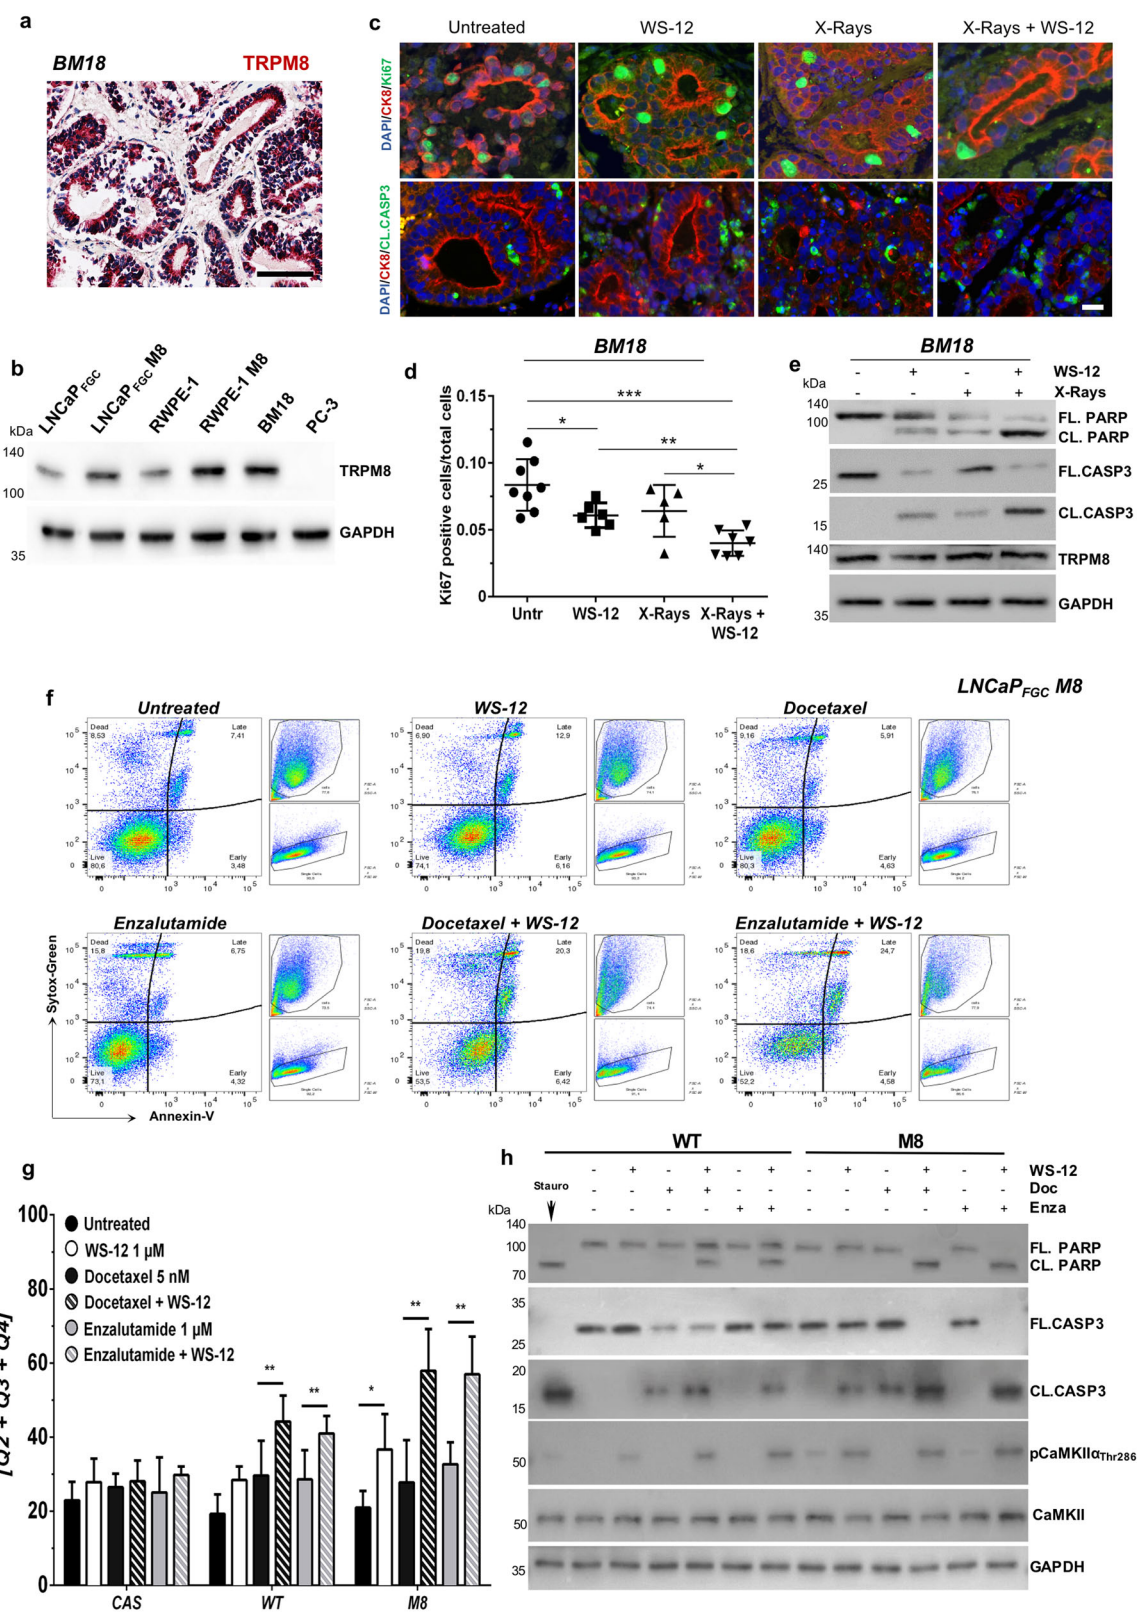 a
BM18 TRPM8
c
Untreated WS-12 X-Rays X-Rays + WS-12
DAPI/CK8/Ki67
DAPI/CK8/CL.CASP3
b
LNCaPFGC LNCaPFGC M8 RWPE-1 RWPE-1 M8 BM18 PC-3
kDa
140
100
35
TRPM8
GAPDH
d
BM18
Ki67 positive cells/total cells
0.15
0.10
0.05
0
***
*
**
*
Untr WS-12 X-Rays X-Rays + WS-12
e
BM18
- + - + WS-12
- - + + X-Rays
kDa
140
100
FL. PARP
CL. PARP
25
FL.CASP3
15
CL.CASP3
140
TRPM8
35
GAPDH
f
LNCaPFGC M8
Untreated WS-12 Docetaxel
Dead 8.53 Late 7,41
Live 80,6 Early 3,48
Dead 6,90 Late 12,9
Live 74,1 Early 6,16
Dead 9,16 Late 5,91
Live 80,3 Early 4,63
Enzalutamide Docetaxel + WS-12 Enzalutamide + WS-12
Dead 15,8 Late 6,75
Live 73,1 Early 4,32
Dead 19,8 Late 20,3
Live 53,5 Early 6,42
Dead 18,6 Late 24,7
Live 52,2 Early 4,58
Sytox-Green
Annexin-V
g
[Q2 + Q3 + Q4]
100
80
60
40
20
0
Untreated
WS-12 1 µM
Docetaxel 5 nM
Docetaxel + WS-12
Enzalutamide 1 µM
Enzalutamide + WS-12
** ** * ** **
CAS WT M8
h
WT M8
Stauro
- + - + - + - + - + - + WS-12
- - + + - - - - + + - - Doc
- - - - + + - - - - + + Enza
kDa
140
100
70
FL. PARP
CL. PARP
35
25
FL.CASP3
20
15
CL.CASP3
50
pCaMKIIαThr286
50
CaMKII
35
GAPDH